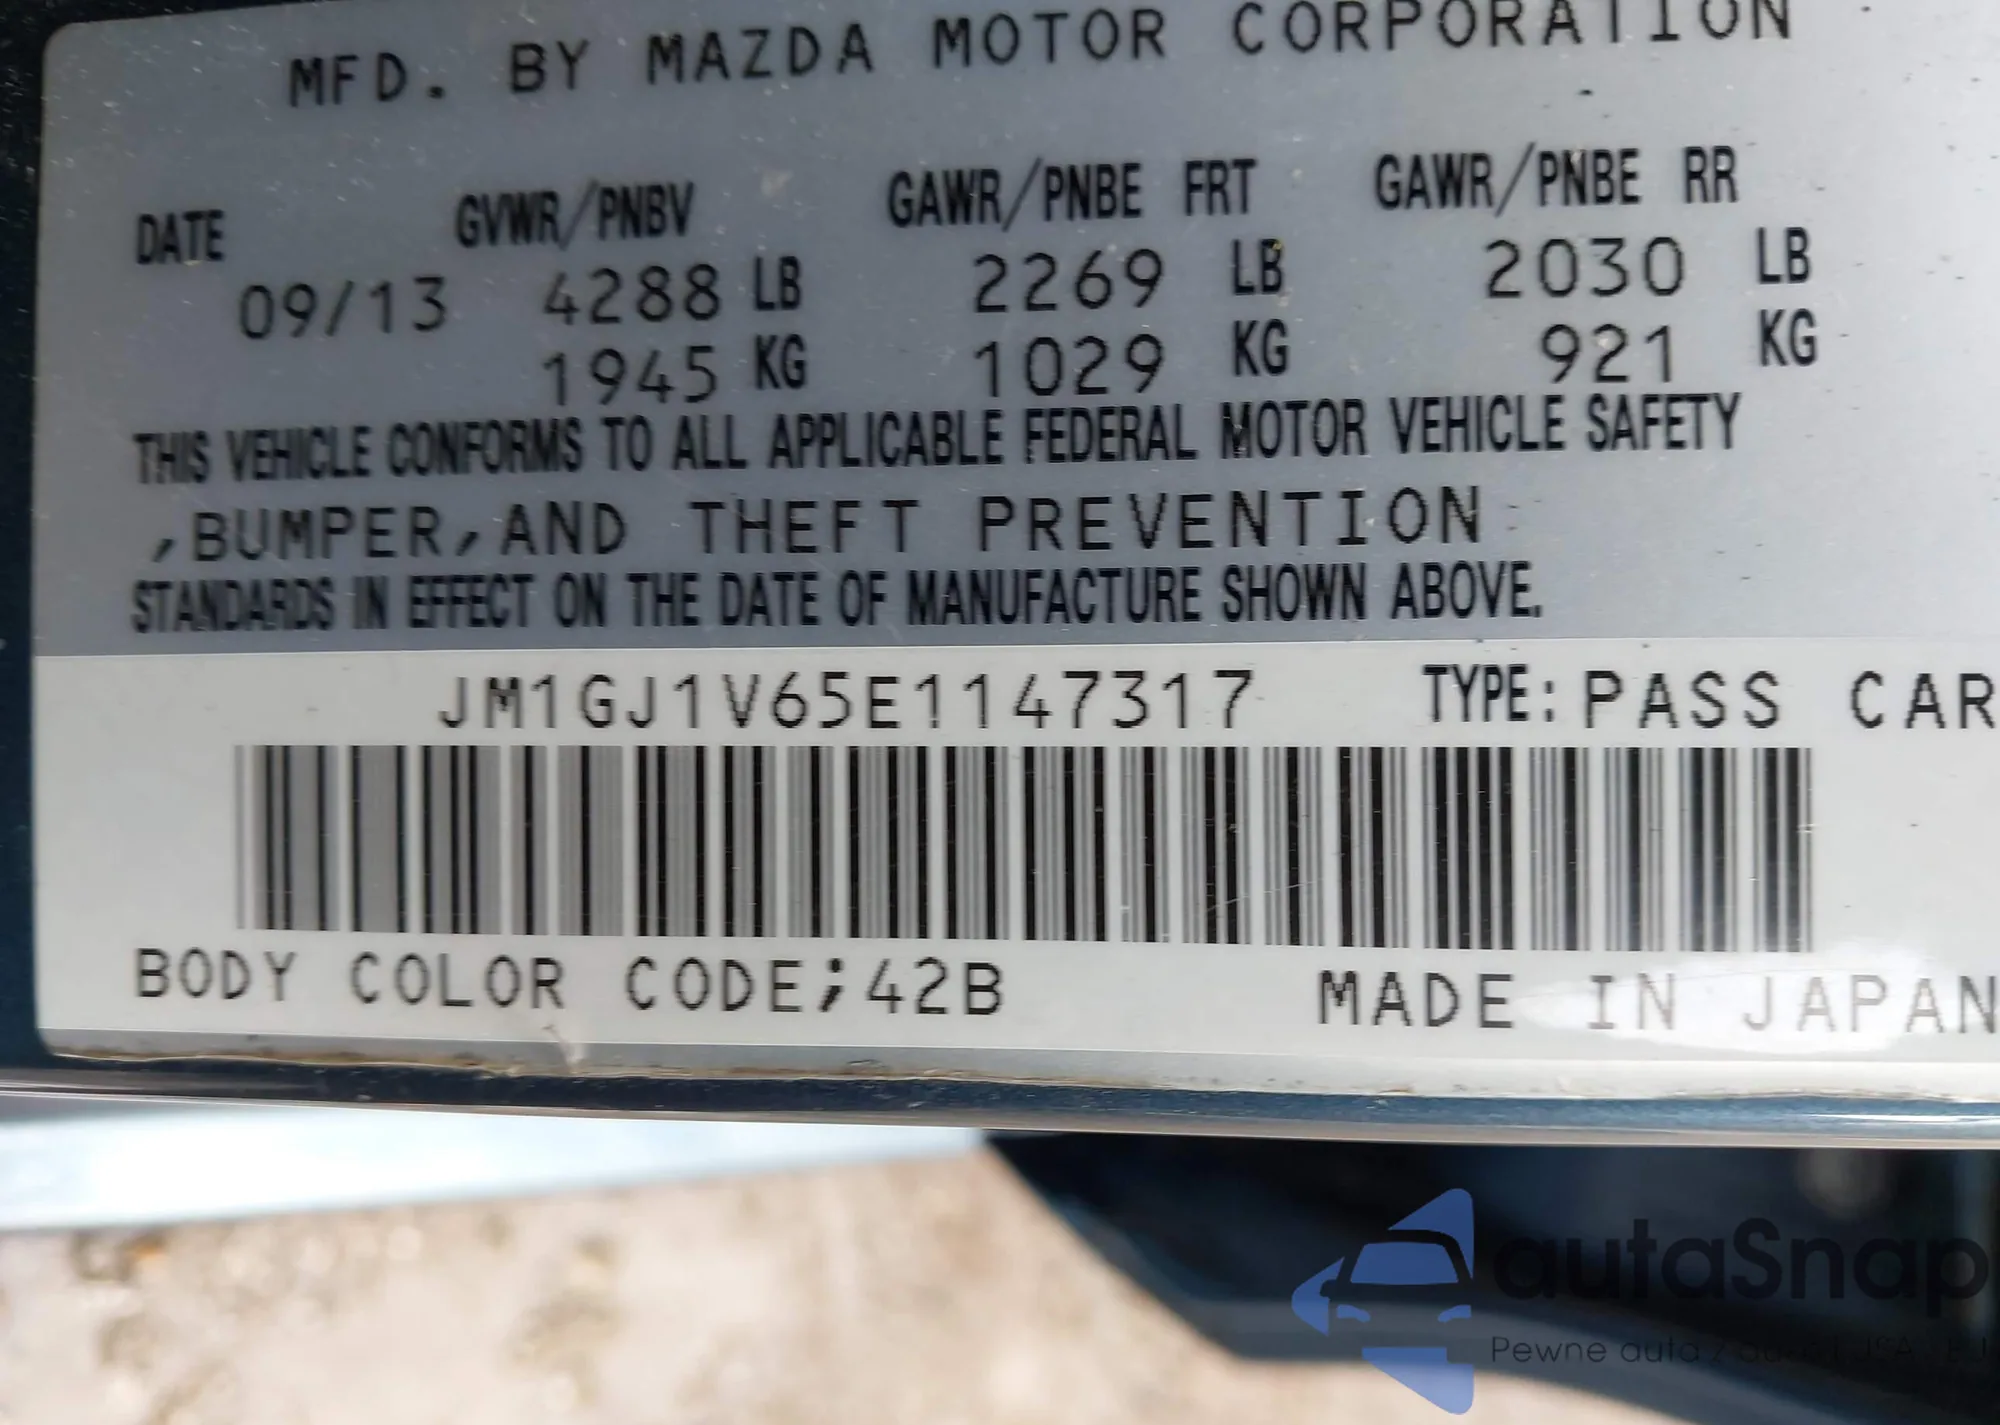 MFD. BY MAZDA MOTOR CORPORATION
DATE GVWR/PNBV GAWR/PNBE FRT GAWR/PNBE RR
09/13 4288 LB 2269 LB 2030 LB
1945 KG 1029 KG 921 KG
THIS VEHICLE CONFORMS TO ALL APPLICABLE FEDERAL MOTOR VEHICLE SAFETY
,BUMPER,AND THEFT PREVENTION
STANDARDS IN EFFECT ON THE DATE OF MANUFACTURE SHOWN ABOVE.
JM1GJ1V65E1147317 TYPE: PASS CAR
BODY COLOR CODE;42B MADE IN JAPAN
autaSnap
Pewne auta z